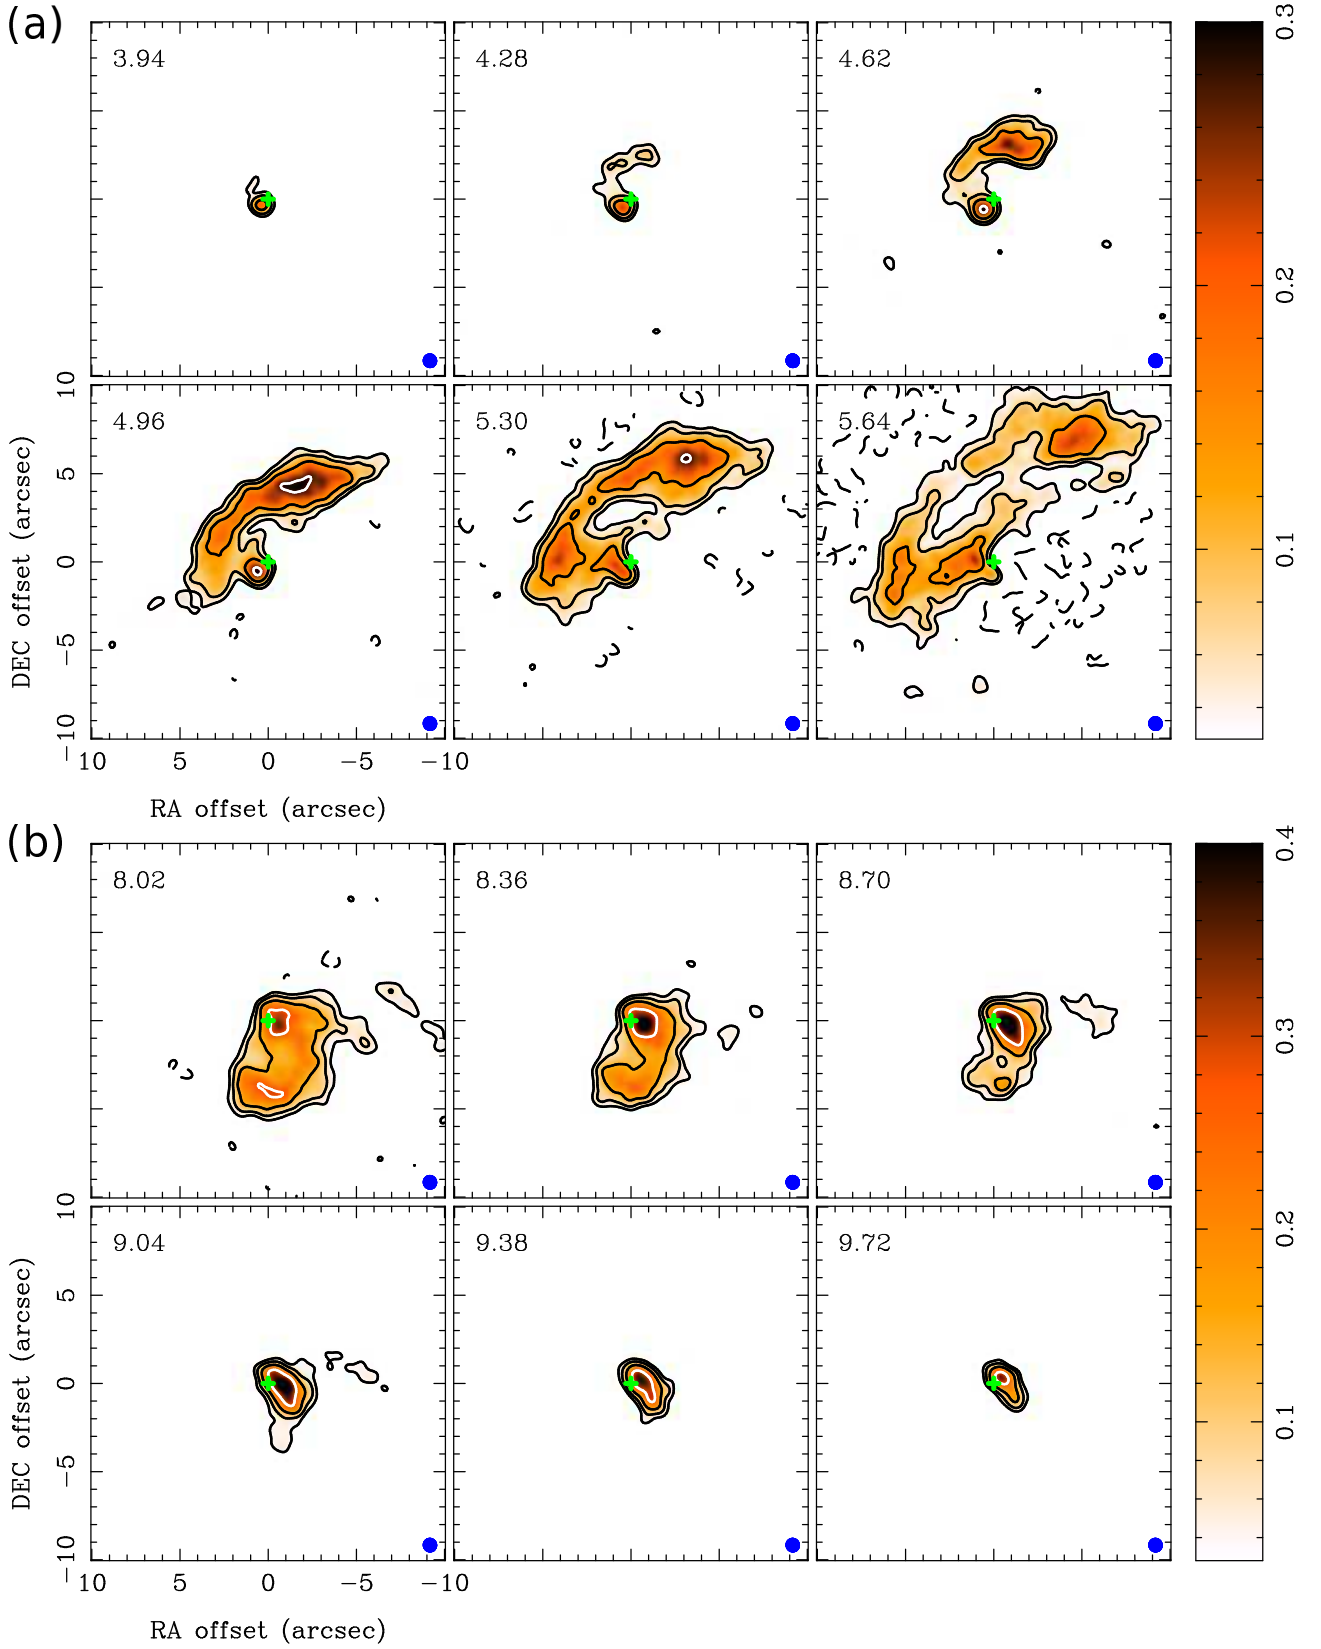 (a)
3.94 4.28 4.62
0.3
0.2
0.1
4.96 5.30 5.64
10
5
0
−5
−10
DEC offset (arcsec)
10 5 0 −5 −10
RA offset (arcsec)
(b)
8.02 8.36 8.70
0.4
0.3
0.2
0.1
9.04 9.38 9.72
10
5
0
−5
−10
DEC offset (arcsec)
10 5 0 −5 −10
RA offset (arcsec)